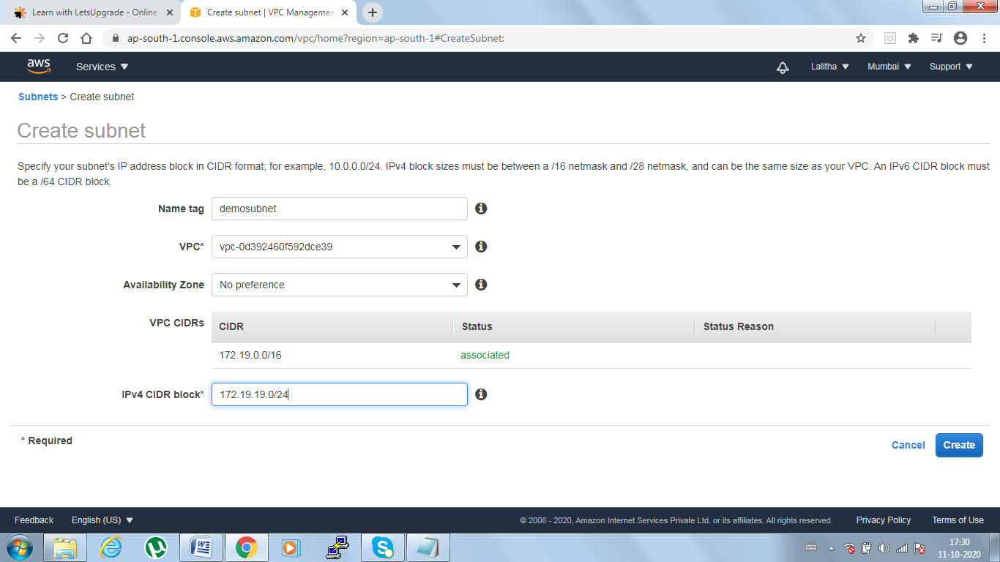 Learn with LetsUpgrade - Online
Create subnet | VPC Managemen
ap-south-1.console.aws.amazon.com/vpc/home?region=ap-south-1#CreateSubnet:
aws Services Lalitha Mumbai Support
Subnets > Create subnet
Create subnet
Specify your subnet's IP address block in CIDR format; for example, 10.0.0.0/24. IPv4 block sizes must be between a /16 netmask and /28 netmask, and can be the same size as your VPC. An IPv6 CIDR block must
be a /64 CIDR block.
Name tag demosubnet
VPC* vpc-0d392460f592dce39
Availability Zone No preference
VPC CIDRs CIDR Status Status Reason
172.19.0.0/16 associated
IPv4 CIDR block* 172.19.19.0/24
* Required
Cancel Create
Feedback English (US) © 2008 - 2020, Amazon Internet Services Private Ltd. or its affiliates. All rights reserved. Privacy Policy Terms of Use
17:30
11-10-2020